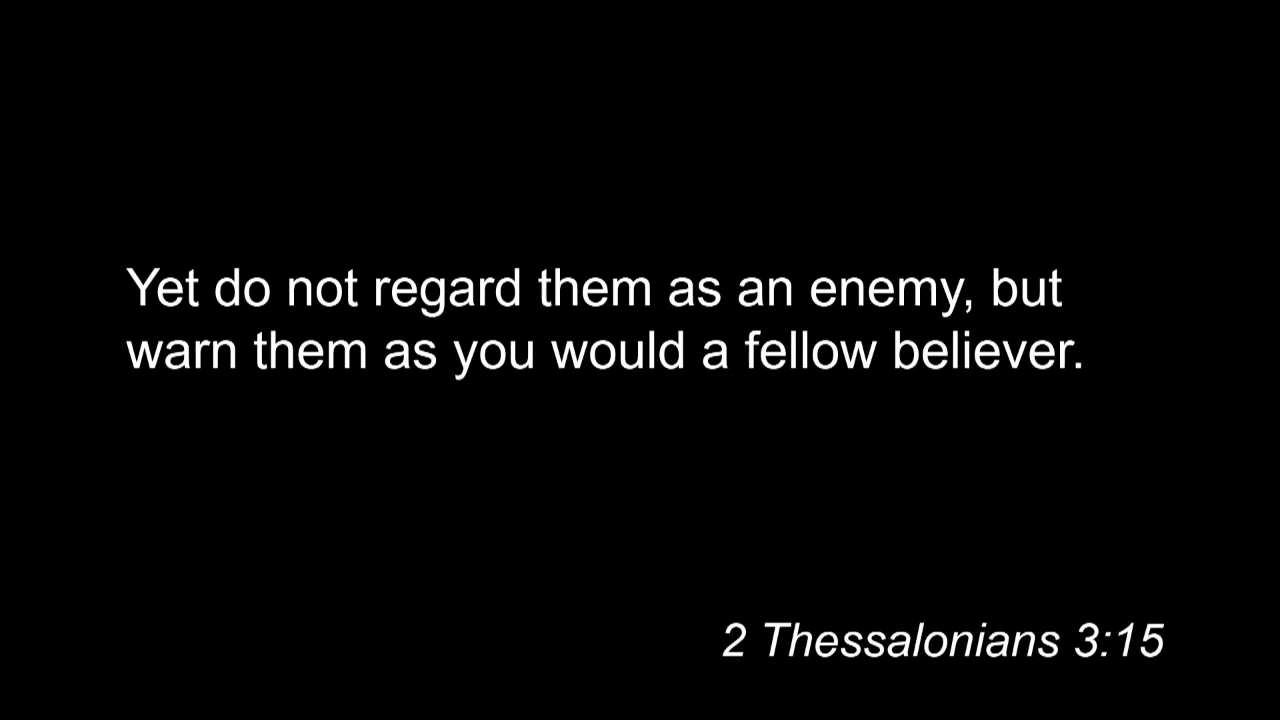 Yet do not regard them as an enemy, but
warn them as you would a fellow believer.
2 Thessalonians 3:15